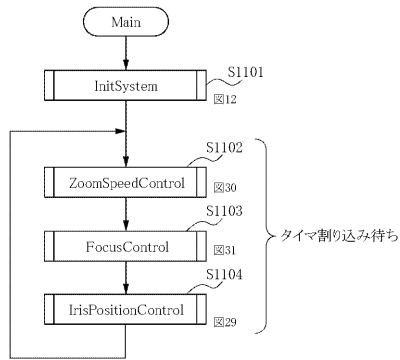 Main
S1101
InitSystem
図12
S1102
ZoomSpeedControl
図30
S1103
FocusControl
図31
S1104
IrisPositionControl
図29
タイマ割り込み待ち